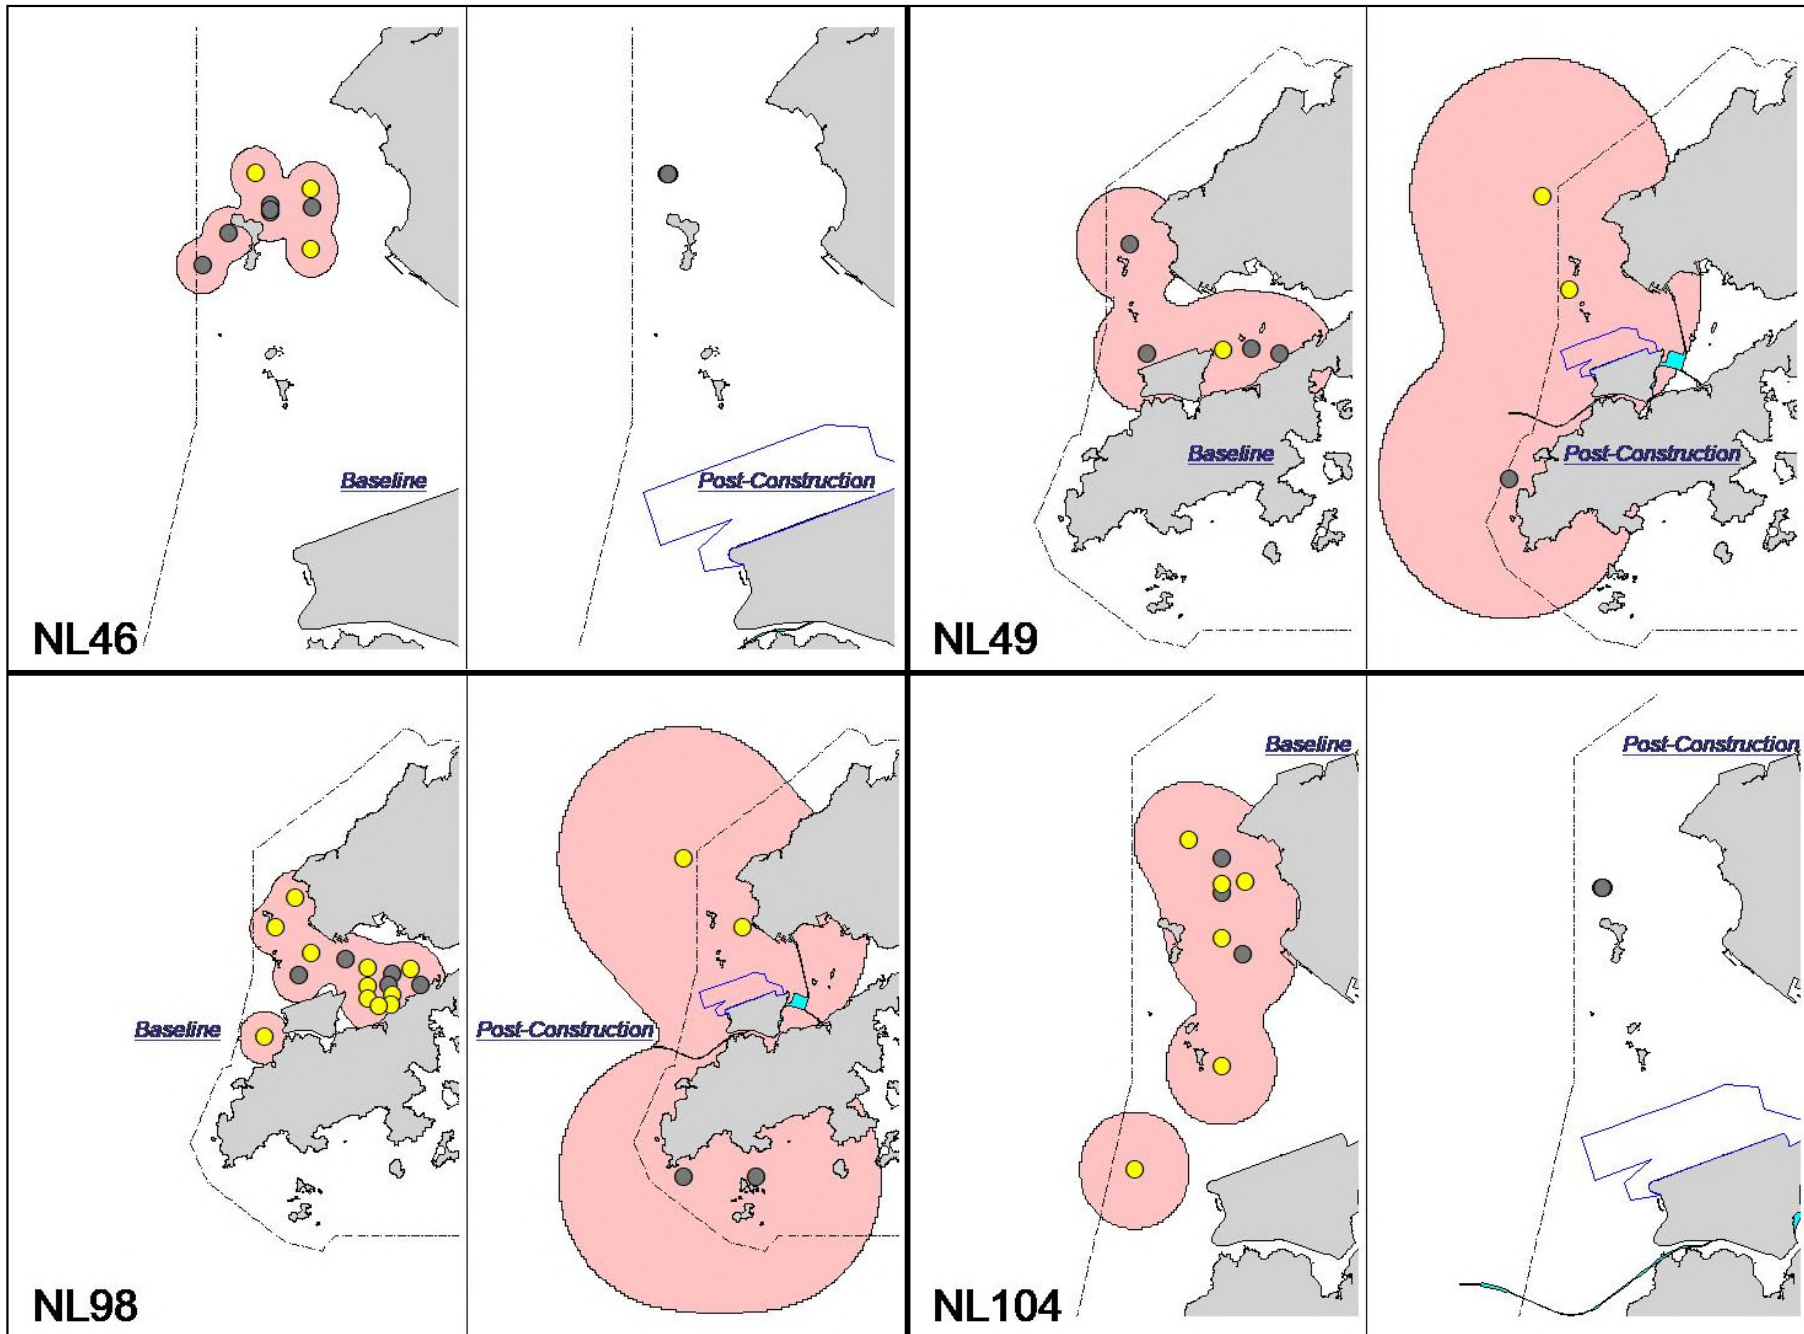 Baseline
Post-Construction
NL46
Baseline
Post-Construction
NL49
Baseline
Post-Construction
NL98
Baseline
Post-Construction
NL104